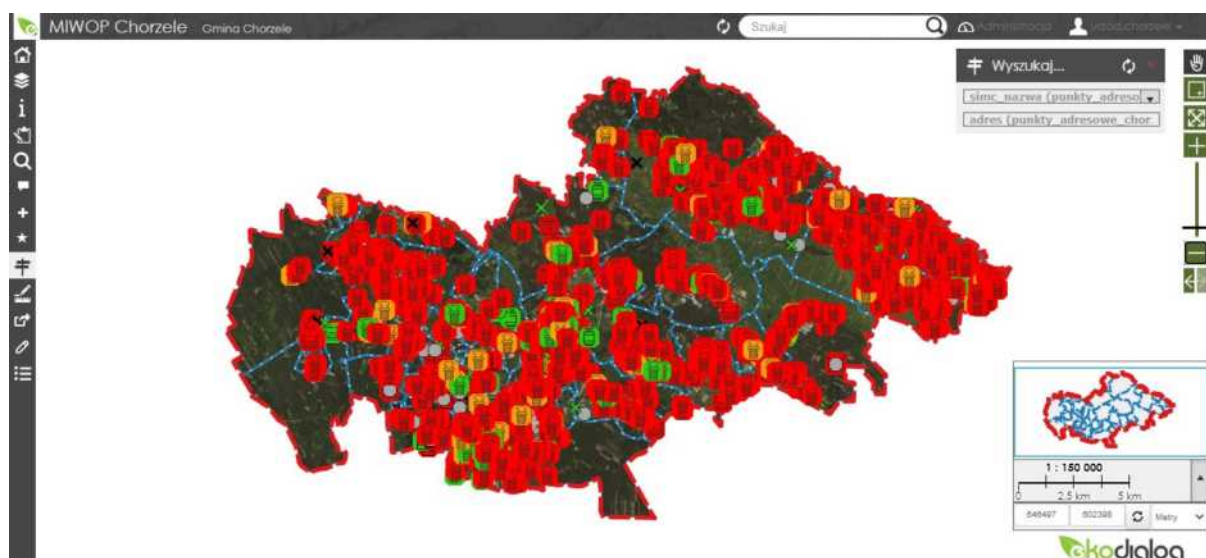 MIWOP Chorzele Gmina Chorzele
Szukaj
Administracja
Wyszukaj...
simc_nazwa (punkty_adreso
adres (punkty_adresowe_chor
1 : 150 000
0 2.5 km 5 km
646497 602398 Metry
ekodialog